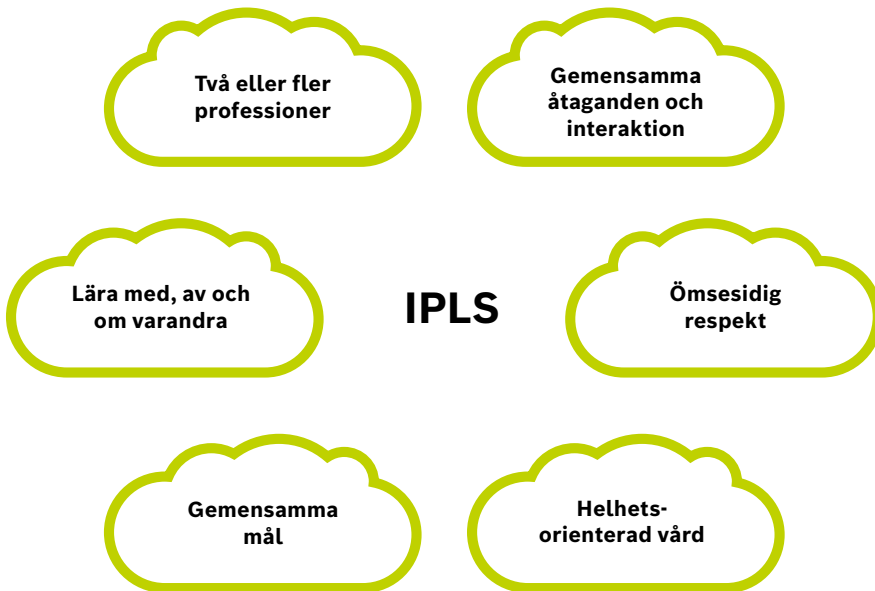 Två eller fler
professioner
Gemensamma
åtaganden och
interaktion
Lära med, av och
om varandra
IPLS
Ömsesidig
respekt
Gemensamma
mål
Helhets-
orienterad vård